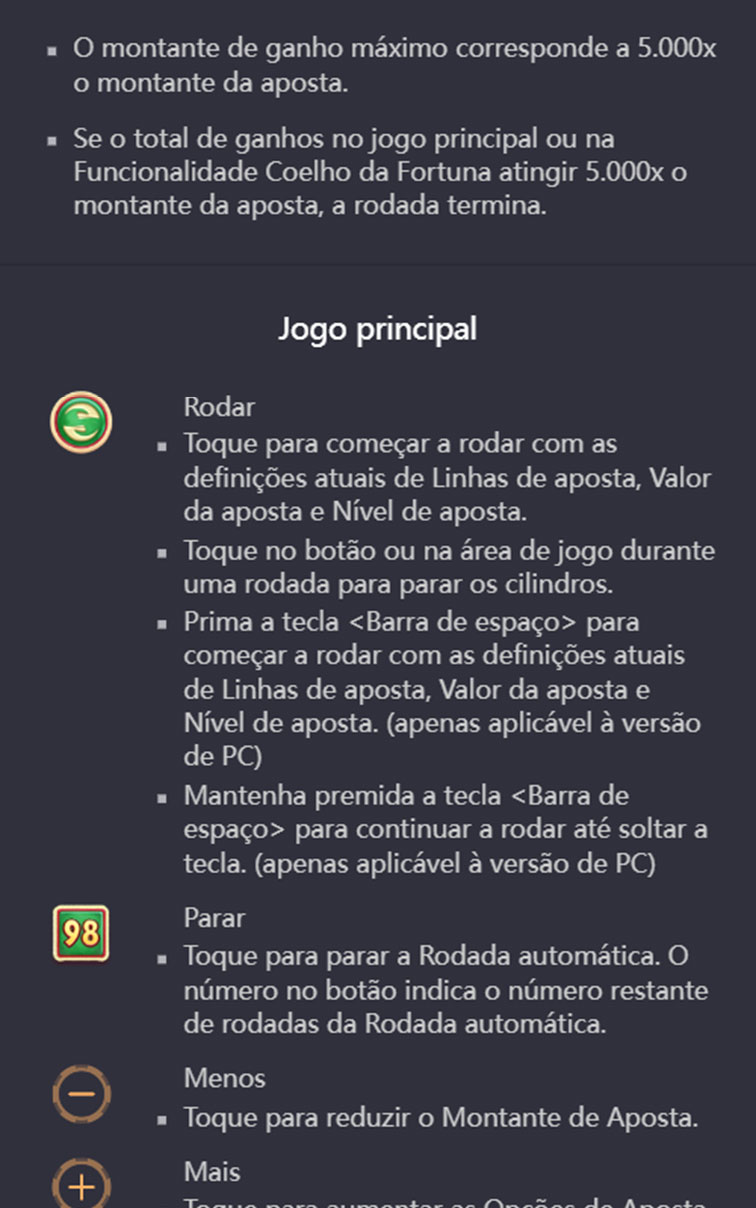 ▪ O montante de ganho máximo corresponde a 5.000x
o montante da aposta.
▪ Se o total de ganhos no jogo principal ou na
Funcionalidade Coelho da Fortuna atingir 5.000x o
montante da aposta, a rodada termina.
Jogo principal
Rodar
▪ Toque para começar a rodar com as
definições atuais de Linhas de aposta, Valor
da aposta e Nível de aposta.
▪ Toque no botão ou na área de jogo durante
uma rodada para parar os cilindros.
▪ Prima a tecla <Barra de espaço> para
começar a rodar com as definições atuais
de Linhas de aposta, Valor da aposta e
Nível de aposta. (apenas aplicável à versão
de PC)
▪ Mantenha premida a tecla <Barra de
espaço> para continuar a rodar até soltar a
tecla. (apenas aplicável à versão de PC)
98
Parar
▪ Toque para parar a Rodada automática. O
número no botão indica o número restante
de rodadas da Rodada automática.
Menos
▪ Toque para reduzir o Montante de Aposta.
Mais
Toque para aumentar as Opções de Aposta